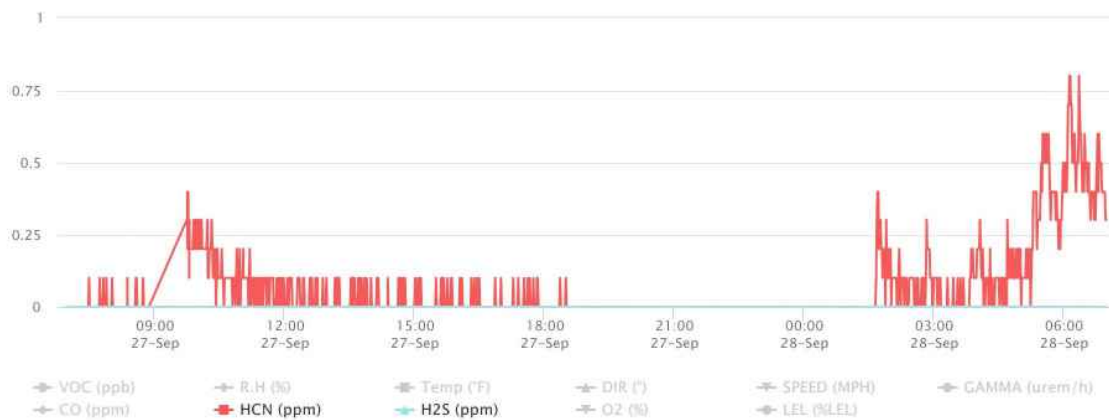 1
0.75
0.5
0.25
0
09:00 12:00 15:00 18:00 21:00 00:00 03:00 06:00
27-Sep 27-Sep 27-Sep 27-Sep 27-Sep 28-Sep 28-Sep 28-Sep
VOC (ppb) R.H (%) Temp (°F) DIR (°) SPEED (MPH) GAMMA (urem/h)
CO (ppm) HCN (ppm) H2S (ppm) O2 (%) LEL (%LEL)